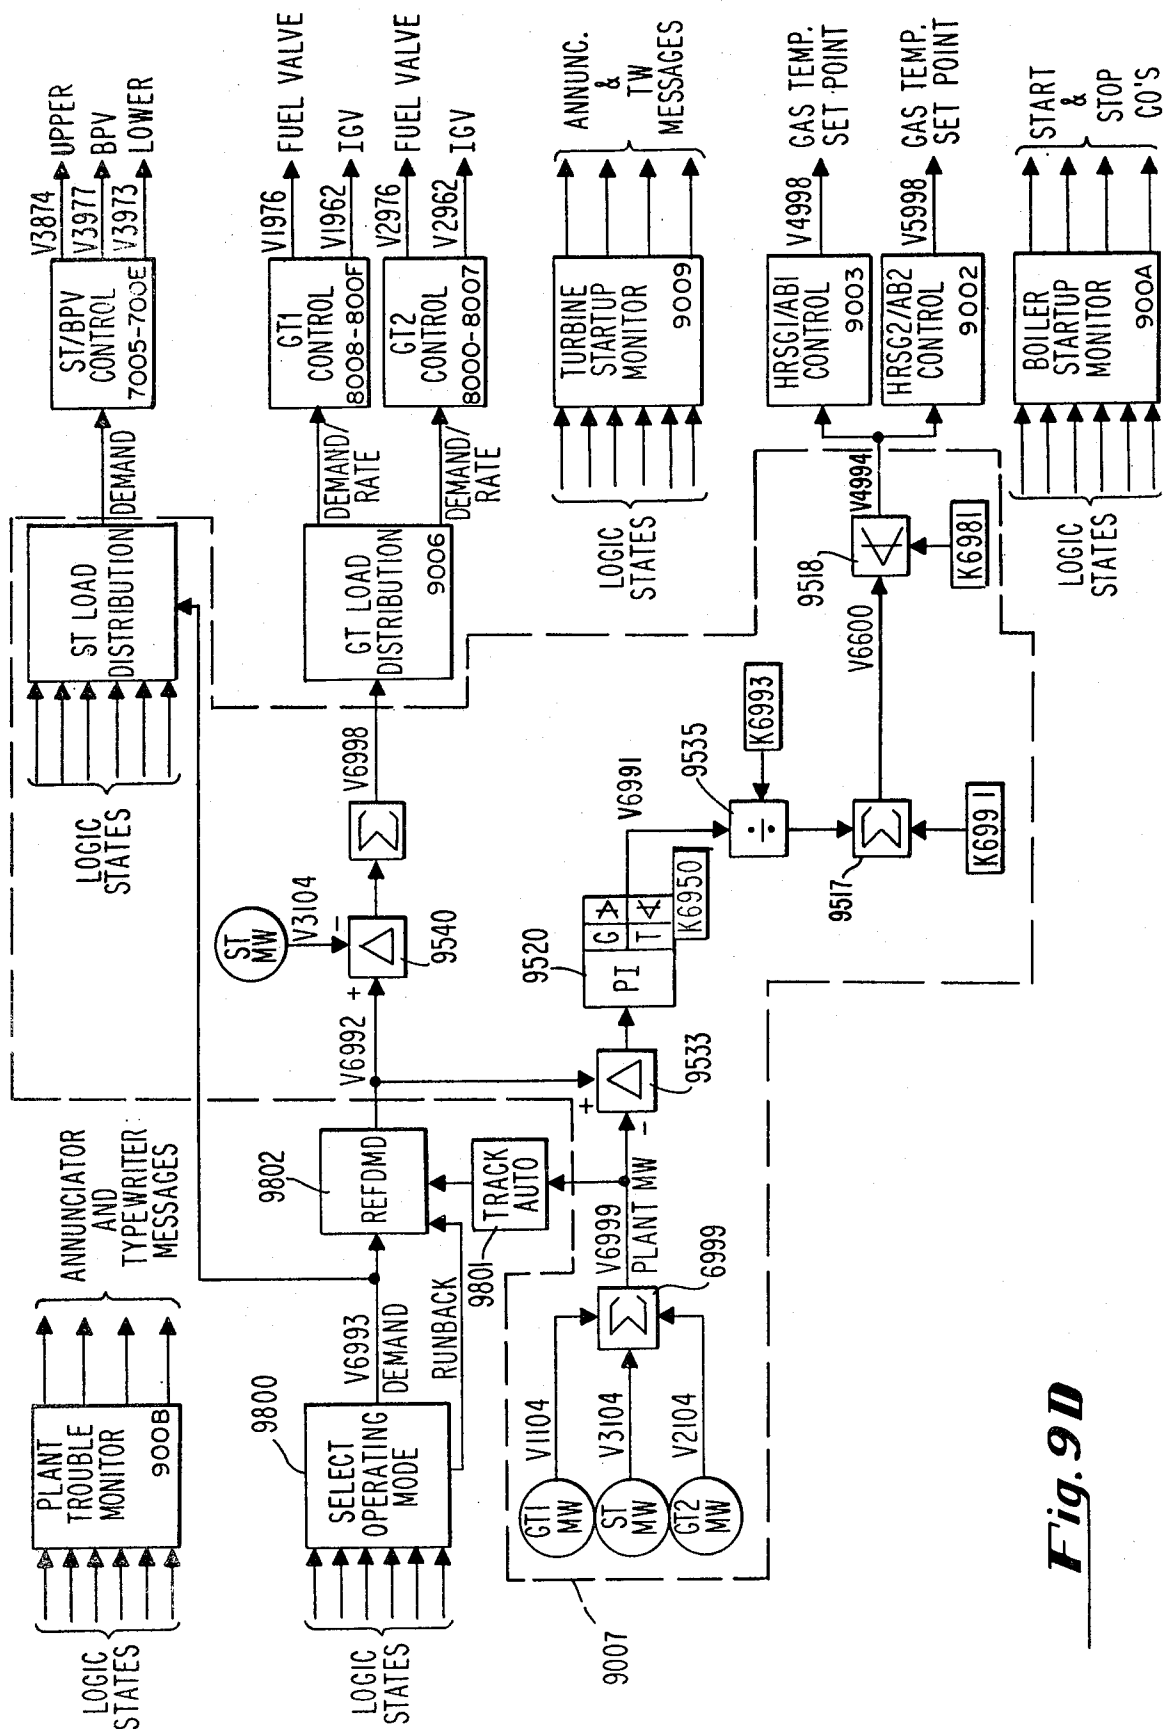 LOGIC
STATES
PLANT
TROUBLE
MONITOR
900B
ANNUNCIATOR
AND
TYPEWRITER
MESSAGES
LOGIC
STATES
ST LOAD
DISTRIBUTION
DEMAND
ST/BPV
CONTROL
7005-700E
V3874
UPPER
V3977
BPV
V3973
LOWER
LOGIC
STATES
9800
SELECT
OPERATING
MODE
V6993
DEMAND
RUNBACK
9802
REFDMD
TRACK
AUTO
9801
V6992
ST
MW
V3104
+
-
9540
Σ
V6998
GT LOAD
DISTRIBUTION
9006
DEMAND/
RATE
DEMAND/
RATE
GT1
CONTROL
8008-800F
V1976
FUEL VALVE
V1962
IGV
GT2
CONTROL
8000-8007
V2976
FUEL VALVE
V2962
IGV
9007
GT1
MW
ST
MW
GT2
MW
V1104
V3104
V2104
Σ
6999
V6999
PLANT MW
+
-
9533
9520
PI
G
T
K6950
V6991
9535
÷
K6993
9517
Σ
K6991
V6600
9518
K6981
V4994
LOGIC
STATES
TURBINE
STARTUP
MONITOR
9009
ANNUNC.
&
TW
MESSAGES
HRSG1/AB1
CONTROL
9003
V4998
GAS TEMP.
SET POINT
HRSG2/AB2
CONTROL
9002
V5998
GAS TEMP.
SET POINT
LOGIC
STATES
BOILER
STARTUP
MONITOR
900A
START
&
STOP
CO'S
Fig. 9D